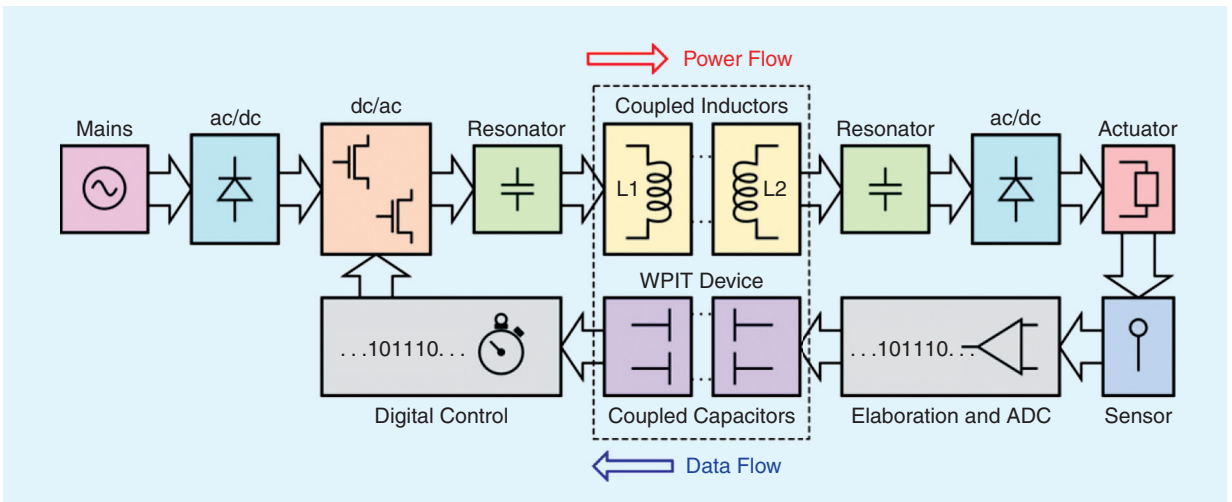 Power Flow
Mains
ac/dc
dc/ac
Resonator
Coupled Inductors
Resonator
ac/dc
Actuator
L1
L2
WPIT Device
. . .101110. . .
. . .101110. . .
Digital Control
Coupled Capacitors
Elaboration and ADC
Sensor
Data Flow